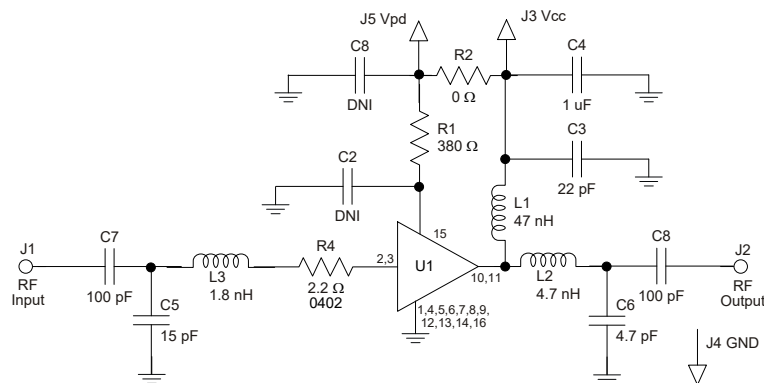 J5 Vpd
J3 Vcc
C8
DNI
R2
0 Ω
C4
1 uF
R1
380 Ω
C3
22 pF
C2
DNI
L1
47 nH
J1
RF
Input
C7
100 pF
C5
15 pF
L3
1.8 nH
R4
2.2 Ω
0402
2,3
15
U1
10,11
1,4,5,6,7,8,9,
12,13,14,16
L2
4.7 nH
C6
4.7 pF
C8
100 pF
J2
RF
Output
J4 GND